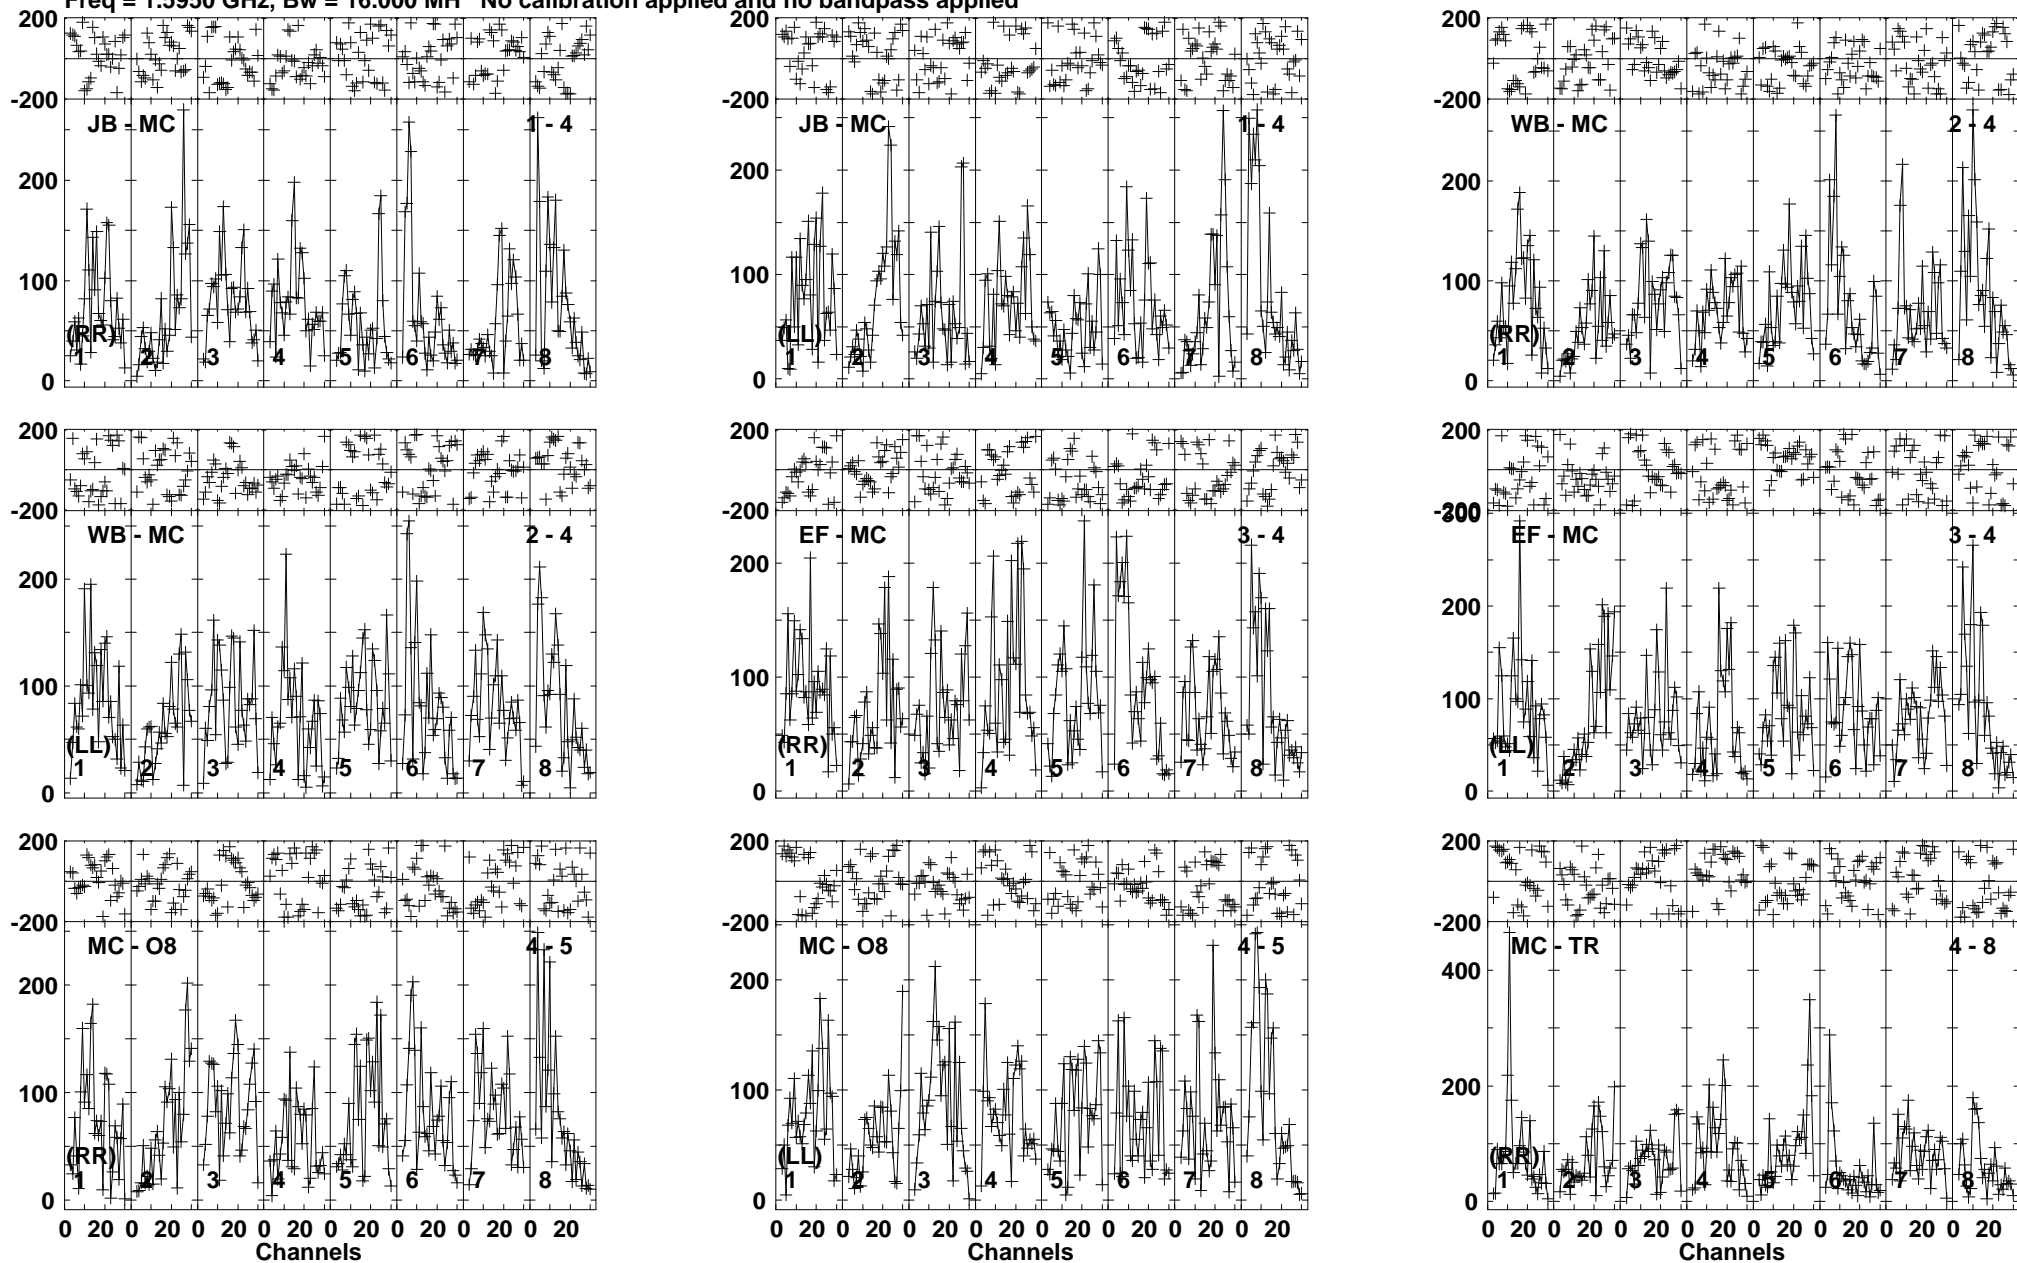 Freq = 1.5950 GHz, Bw = 16.000 MH No calibration applied and no bandpass applied
200 200 200
-200 -200 -200
JB - MC 1 - 4 JB - MC 1 - 4 WB - MC 2 - 4
200 200 200
100 100 100
(RR) (LL) (RR)
1 2 3 4 5 6 7 8 1 2 3 4 5 6 7 8 1 2 3 4 5 6 7 8
0 0 0
200 200 200
-200 -200 -200
300
WB - MC 2 - 4 EF - MC 3 - 4 EF - MC 3 - 4
200 200 200
100 100 100
(LL) (RR) (LL)
1 2 3 4 5 6 7 8 1 2 3 4 5 6 7 8 1 2 3 4 5 6 7 8
0 0 0
200 200 200
-200 -200 -200
MC - O8 4 - 5 MC - O8 4 - 5 MC - TR 4 - 8
200 200 400
100 100 200
(RR) (LL) (RR)
1 2 3 4 5 6 7 8 1 2 3 4 5 6 7 8 1 2 3 4 5 6 7 8
0 0 0
0 20 0 20 0 20 0 20 0 20 0 20 0 20 0 20 0 20 0 20 0 20 0 20 0 20 0 20 0 20 0 20 0 20 0 20 0 20 0 20 0 20 0 20 0 20 0 20
Channels Channels Channels